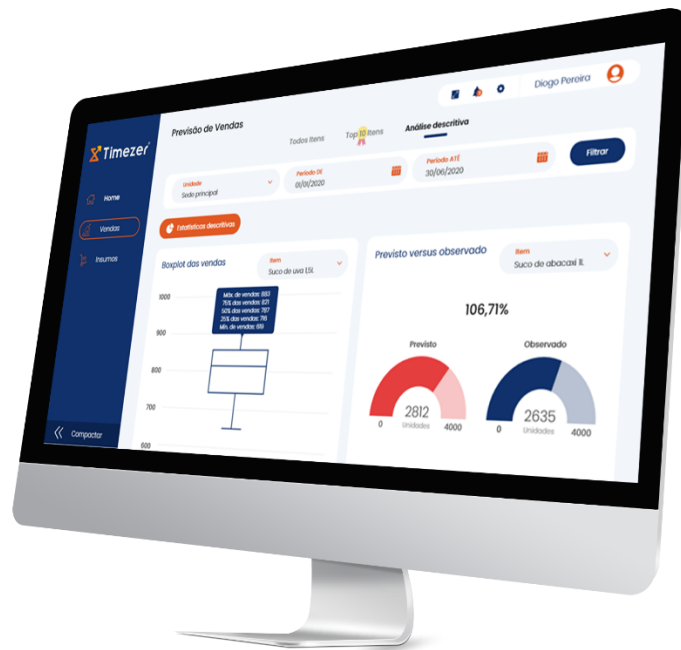 Timezer
Home
Vendas
Insumos
Compactar
Previsão de Vendas
Todos itens
Top 10 itens
Análise descritiva
Diogo Pereira
Unidade
Sede principal
Período DE
01/01/2020
Período ATÉ
30/06/2020
Filtrar
Estatísticas descritivas
Boxplot das vendas
Item
Suco de uva 1,5L
1000
900
800
700
600
Máx. de vendas: 883
75% das vendas: 821
50% das vendas: 787
25% das vendas: 716
Mín. de vendas: 619
Previsto versus observado
Item
Suco de abacaxi 1L
106,71%
Previsto
2812
Unidades
0
4000
Observado
2635
Unidades
0
4000